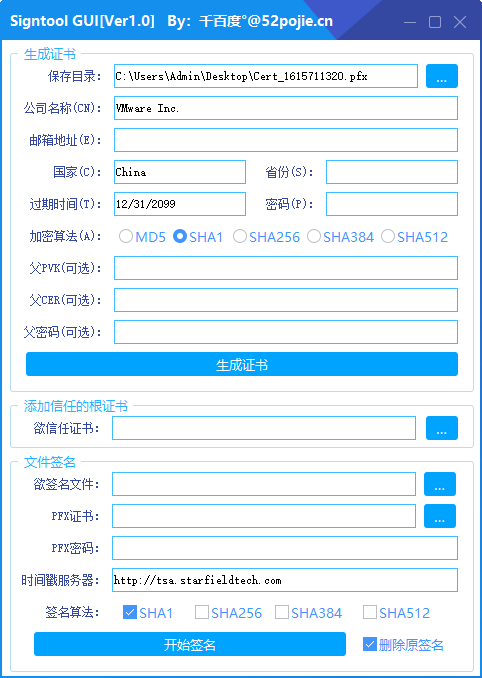 Signtool GUI[Ver1.0] By: 千百度°@52pojie.cn
生成证书
保存目录: C:\Users\Admin\Desktop\Cert_1615711320.pfx ...
公司名称(CN): VMware Inc.
邮箱地址(E):
国家(C): China 省份(S):
过期时间(T): 12/31/2099 密码(P):
加密算法(A): MD5 SHA1 SHA256 SHA384 SHA512
父PVK(可选):
父CER(可选):
父密码(可选):
生成证书
添加信任的根证书
欲信任证书: ...
文件签名
欲签名文件: ...
PFX证书: ...
PFX密码:
时间戳服务器: http://tsa.starfieldtech.com
签名算法: SHA1 SHA256 SHA384 SHA512
开始签名 删除原签名